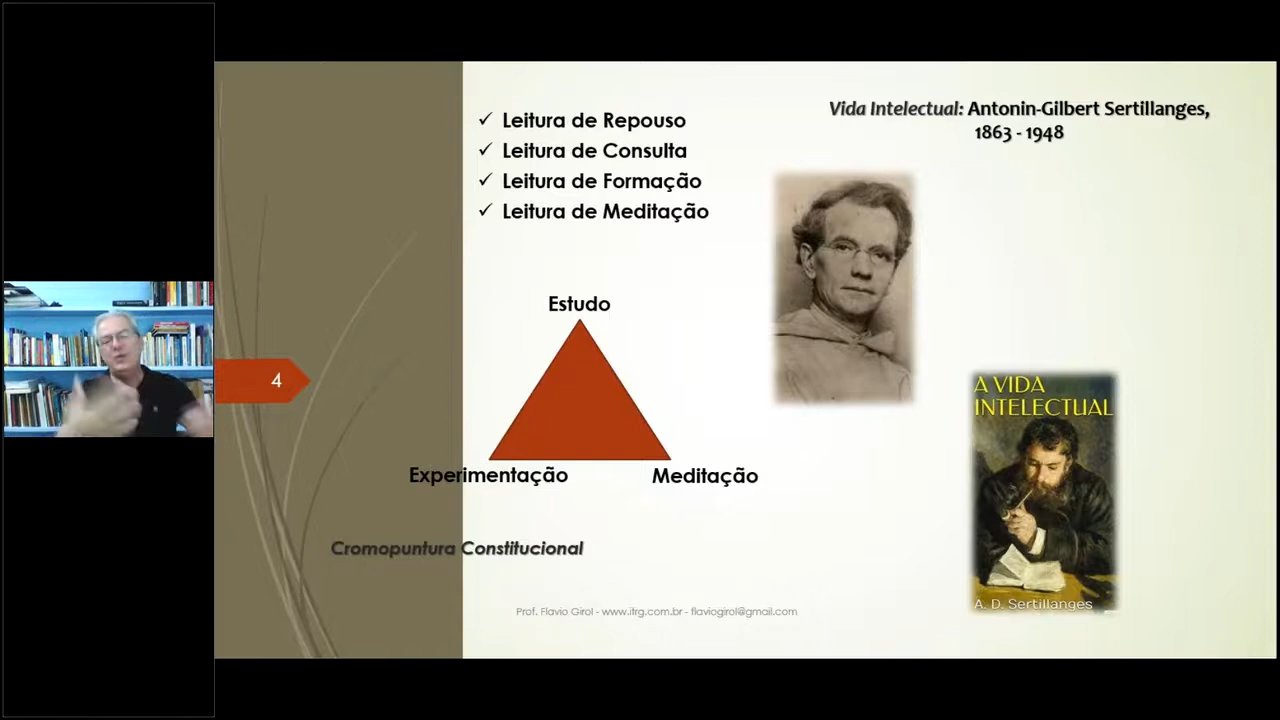 Leitura de Repouso
Leitura de Consulta
Leitura de Formação
Leitura de Meditação
Vida Intelectual: Antonin-Gilbert Sertillanges,
1863 - 1948
Estudo
4
Experimentação
Meditação
A VIDA
INTELECTUAL
A. D. Sertillanges
Cromopuntura Constitucional
Prof. Flavio Girol - www.itrg.com.br - flaviogirol@gmail.com